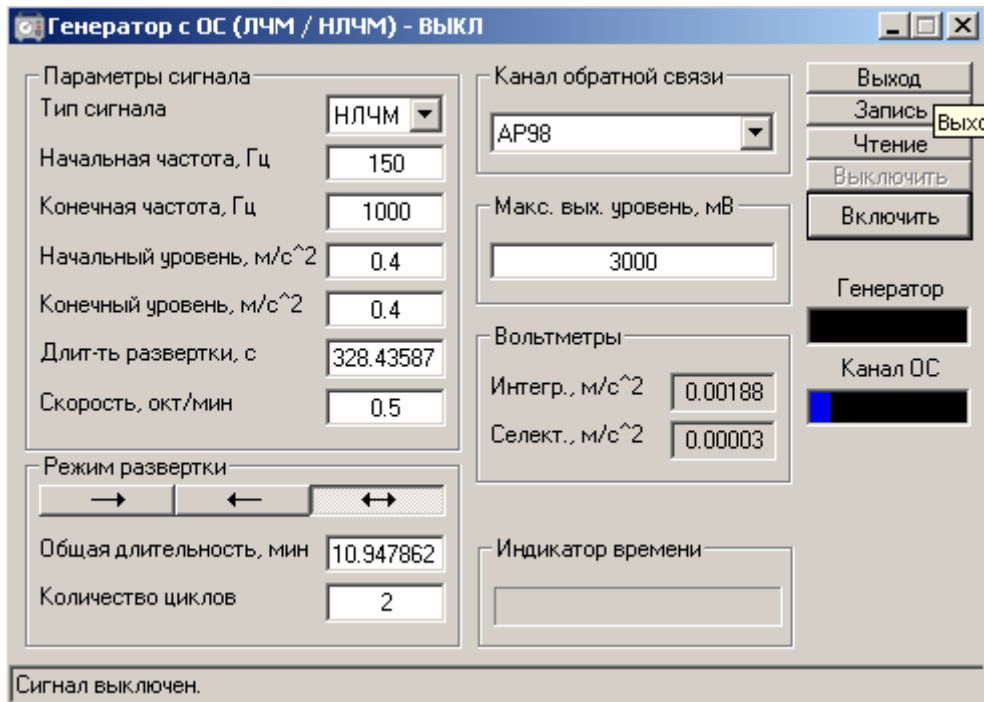 Генератор с ОС (ЛЧМ / НЛЧМ) - ВЫКЛ
Параметры сигнала
Тип сигнала НЛЧМ
Начальная частота, Гц 150
Конечная частота, Гц 1000
Начальный уровень, м/с^2 0.4
Конечный уровень, м/с^2 0.4
Длит-ть развертки, с 328.43587
Скорость, окт/мин 0.5
Режим развертки
Общая длительность, мин 10.947862
Количество циклов 2
Канал обратной связи
AP98
Макс. вых. уровень, мВ
3000
Вольтметры
Интегр., м/с^2 0.00188
Селект., м/с^2 0.00003
Индикатор времени
Выход
Запись
Выхо
Чтение
Выключить
Включить
Генератор
Канал ОС
Сигнал выключен.